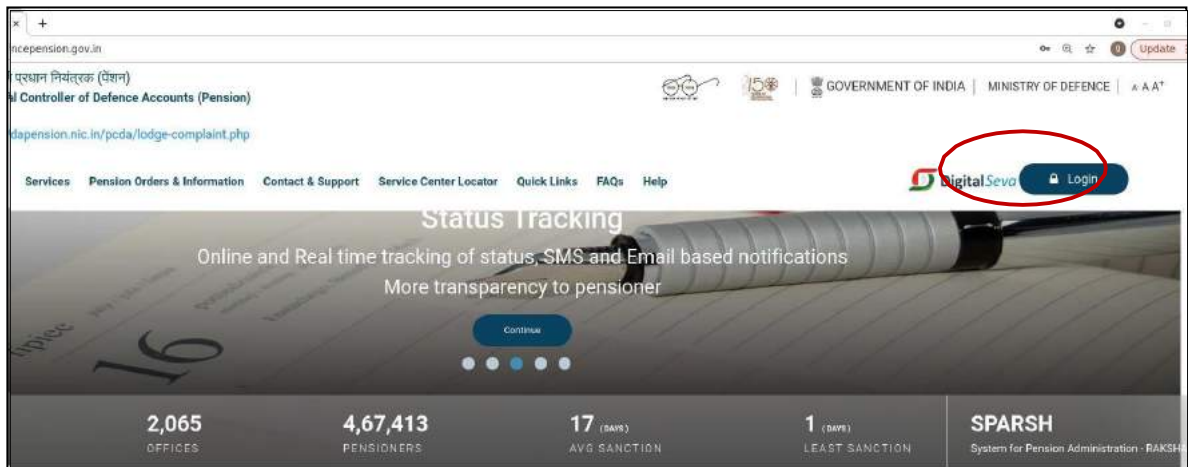 × +
ncepension.gov.in
Update
प्रधान नियंत्रक (पेंशन)
GOVERNMENT OF INDIA | MINISTRY OF DEFENCE | A A A+
al Controller of Defence Accounts (Pension)
dapension.nic.in/pcda/lodge-complaint.php
Services Pension Orders & Information Contact & Support Service Center Locator Quick Links FAQs Help
DigitalSeva Login
Status Tracking
Online and Real time tracking of status, SMS and Email based notifications
More transparency to pensioner
Continue
16
2,065 4,67,413 17 (DAYS) 1 (DAYS) SPARSH
OFFICES PENSIONERS AVG SANCTION LEAST SANCTION System for Pension Administration - RAKSH